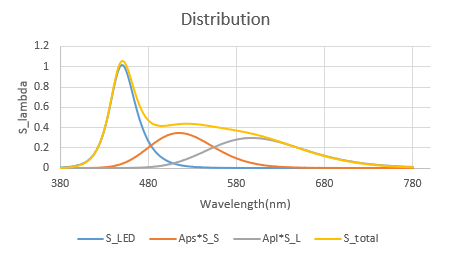 Distribution
1.2
1
0.8
0.6
0.4
0.2
0
S_lambda
380 480 580 680 780
Wavelength(nm)
S_LED Aps*S_S Apl*S_L S_total